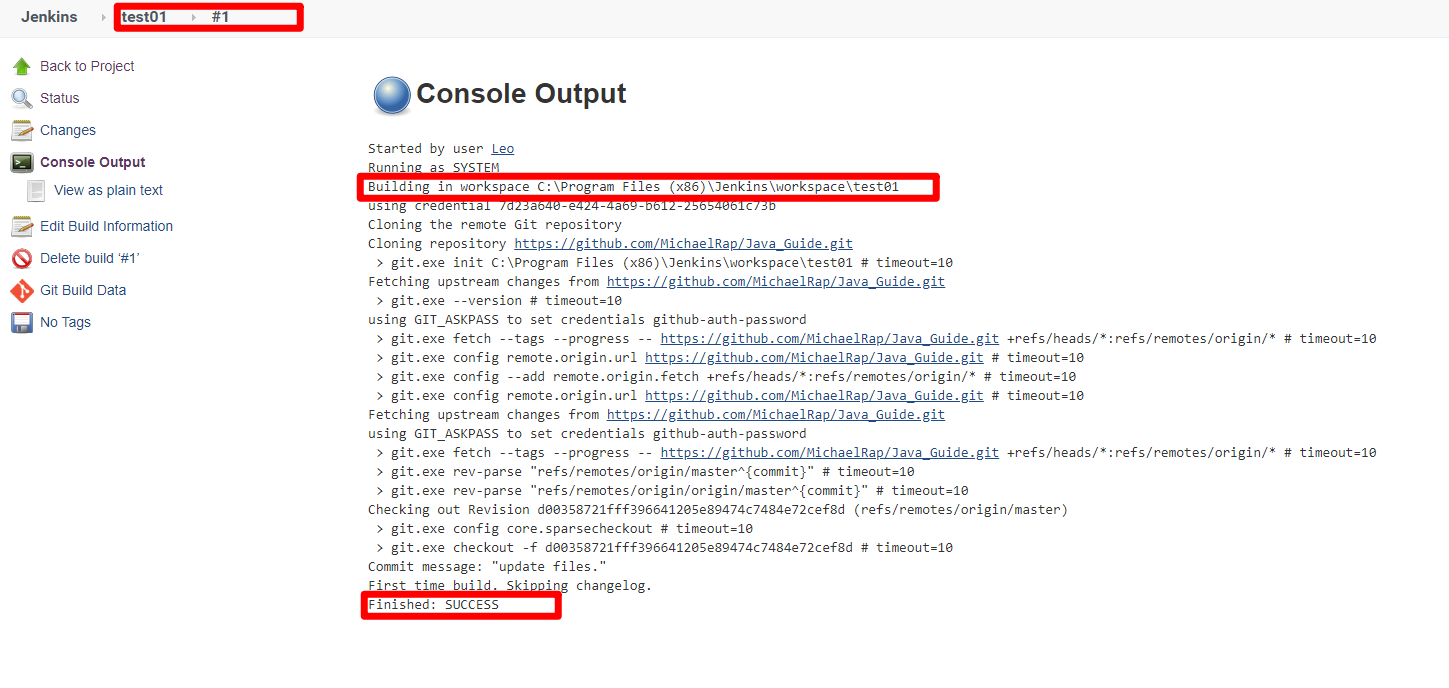 Jenkins test01 #1
Back to Project
Status
Changes
Console Output
View as plain text
Edit Build Information
Delete build ‘#1’
Git Build Data
No Tags
Console Output
Started by user Leo
Running as SYSTEM
Building in workspace C:\Program Files (x86)\Jenkins\workspace\test01
using credential 7d23a640-e424-4a69-b612-25654061c73b
Cloning the remote Git repository
Cloning repository https://github.com/MichaelRap/Java_Guide.git
> git.exe init C:\Program Files (x86)\Jenkins\workspace\test01 # timeout=10
Fetching upstream changes from https://github.com/MichaelRap/Java_Guide.git
> git.exe --version # timeout=10
using GIT_ASKPASS to set credentials github-auth-password
> git.exe fetch --tags --progress -- https://github.com/MichaelRap/Java_Guide.git +refs/heads/*:refs/remotes/origin/* # timeout=10
> git.exe config remote.origin.url https://github.com/MichaelRap/Java_Guide.git # timeout=10
> git.exe config --add remote.origin.fetch +refs/heads/*:refs/remotes/origin/* # timeout=10
> git.exe config remote.origin.url https://github.com/MichaelRap/Java_Guide.git # timeout=10
Fetching upstream changes from https://github.com/MichaelRap/Java_Guide.git
using GIT_ASKPASS to set credentials github-auth-password
> git.exe fetch --tags --progress -- https://github.com/MichaelRap/Java_Guide.git +refs/heads/*:refs/remotes/origin/* # timeout=10
> git.exe rev-parse "refs/remotes/origin/master^{commit}" # timeout=10
> git.exe rev-parse "refs/remotes/origin/origin/master^{commit}" # timeout=10
Checking out Revision d00358721fff396641205e89474c7484e72cef8d (refs/remotes/origin/master)
> git.exe config core.sparsecheckout # timeout=10
> git.exe checkout -f d00358721fff396641205e89474c7484e72cef8d # timeout=10
Commit message: "update files."
First time build. Skipping changelog.
Finished: SUCCESS